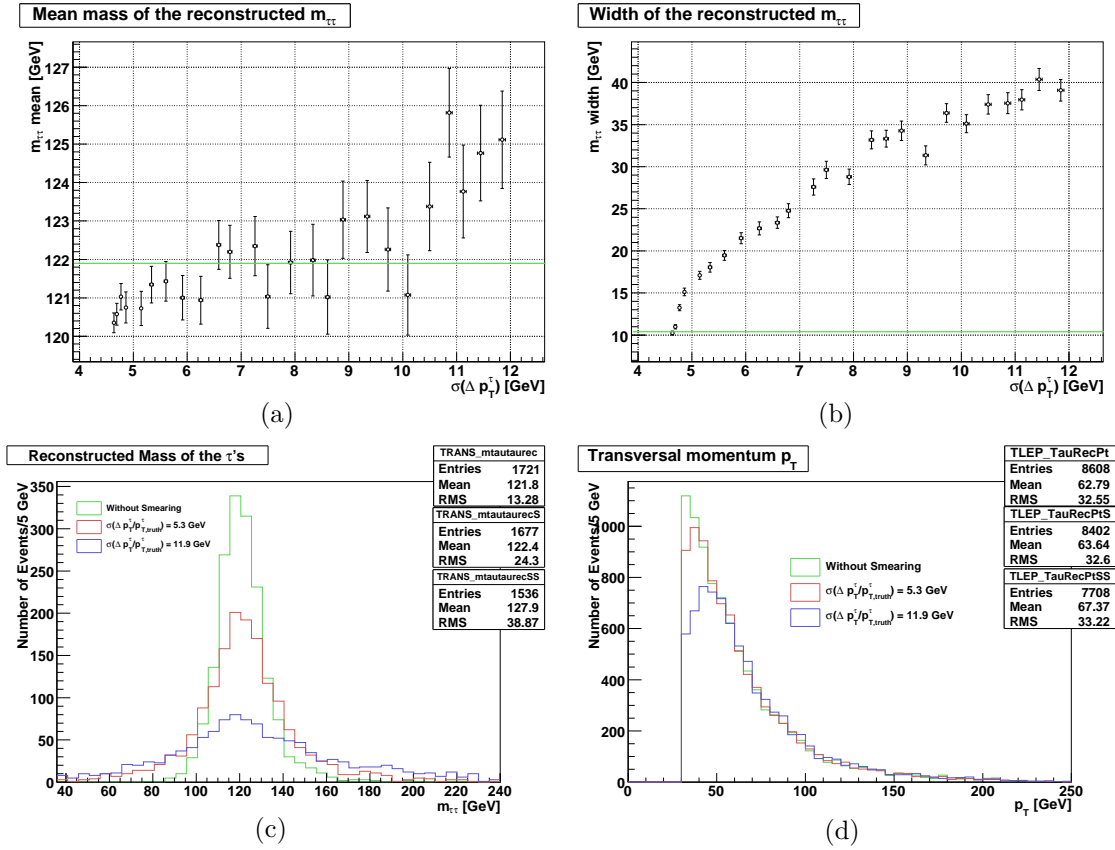 Mean mass of the reconstructed m_ττ
m_ττ mean [GeV]
127
126
125
124
123
122
121
120
4 5 6 7 8 9 10 11 12
σ(Δ p_T^τ) [GeV]
(a)
Width of the reconstructed m_ττ
m_ττ width [GeV]
40
35
30
25
20
15
10
4 5 6 7 8 9 10 11 12
σ(Δ p_T^τ) [GeV]
(b)
Reconstructed Mass of the τ's
TRANS_mtautaurec
Entries 1721
Mean 121.8
RMS 13.28
TRANS_mtautaurecS
Entries 1677
Mean 122.4
RMS 24.3
TRANS_mtautaurecSS
Entries 1536
Mean 127.9
RMS 38.87
Number of Events/5 GeV
350
300
250
200
150
100
50
0
Without Smearing
σ(Δ p_T^τ/p_T,truth^τ) = 5.3 GeV
σ(Δ p_T^τ/p_T,truth^τ) = 11.9 GeV
40 60 80 100 120 140 160 180 200 220 240
m_ττ [GeV]
(c)
Transversal momentum p_T
TLEP_TauRecPt
Entries 8608
Mean 62.79
RMS 32.55
TLEP_TauRecPtS
Entries 8402
Mean 63.64
RMS 32.6
TLEP_TauRecPtSS
Entries 7708
Mean 67.37
RMS 33.22
Number of Events/5 GeV
1000
800
600
400
200
0
Without Smearing
σ(Δ p_T^τ/p_T,truth^τ) = 5.3 GeV
σ(Δ p_T^τ/p_T,truth^τ) = 11.9 GeV
0 50 100 150 200 250
p_T [GeV]
(d)